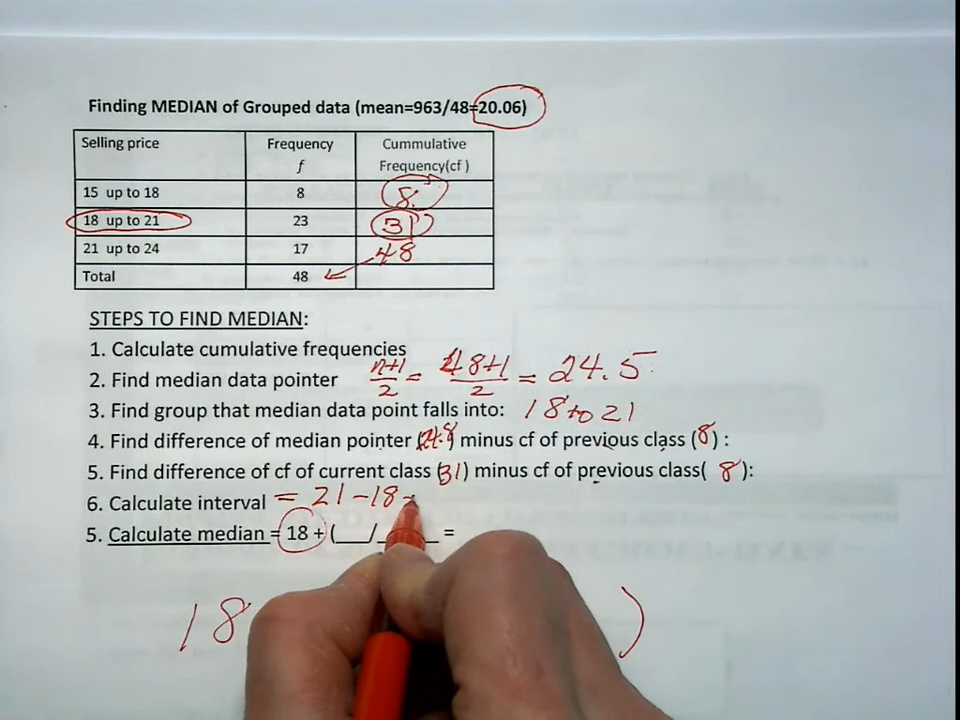 Finding MEDIAN of Grouped data (mean=963/48=20.06)
Selling price Frequency f Cummulative Frequency(cf )
15 up to 18 8 8
18 up to 21 23 31
21 up to 24 17 48
Total 48
STEPS TO FIND MEDIAN:
1. Calculate cumulative frequencies
2. Find median data pointer n+1/2 = 48+1/2 = 24.5
3. Find group that median data point falls into: 18 to 21
4. Find difference of median pointer ( ) minus cf of previous class (8) :
5. Find difference of cf of current class (31) minus cf of previous class( 8 ):
6. Calculate interval = 21-18
5. Calculate median = 18 + (___/ =
18 )